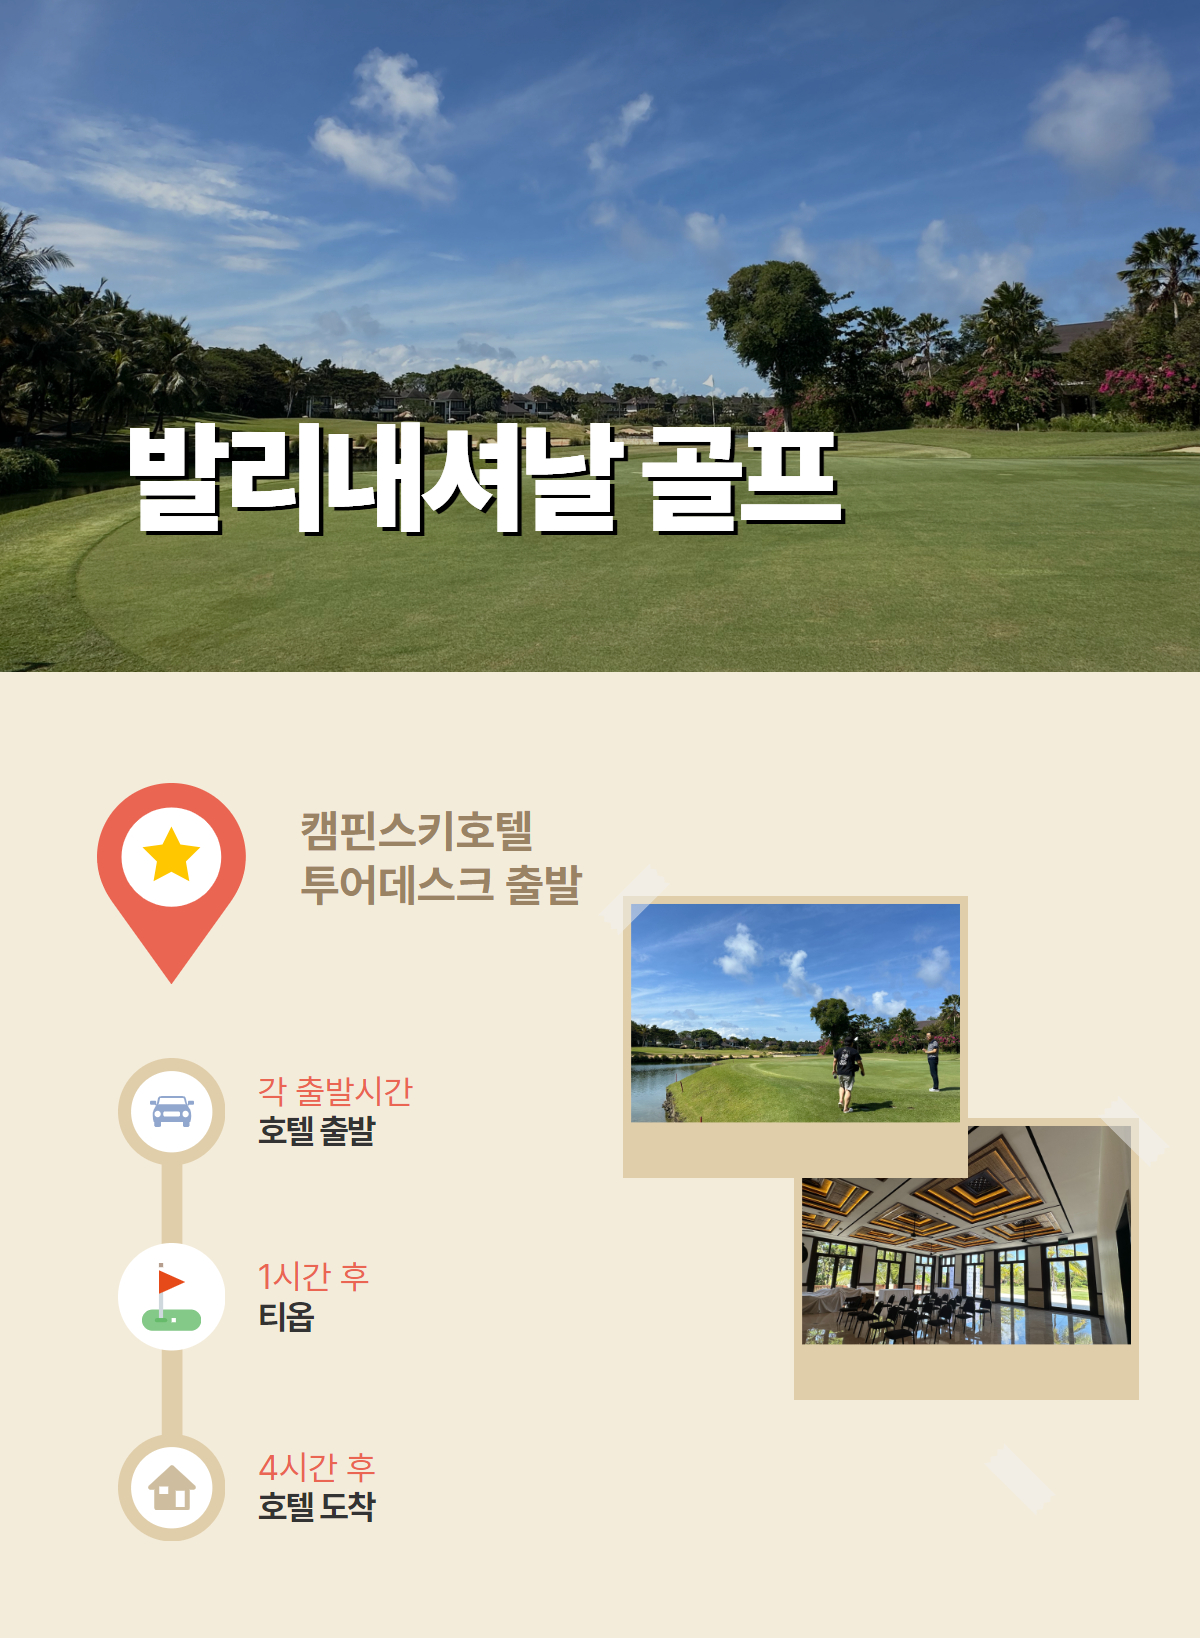 발리내셔날 골프
캠핀스키호텔
투어데스크 출발
각 출발시간
호텔 출발
1시간 후
티옵
4시간 후
호텔 도착